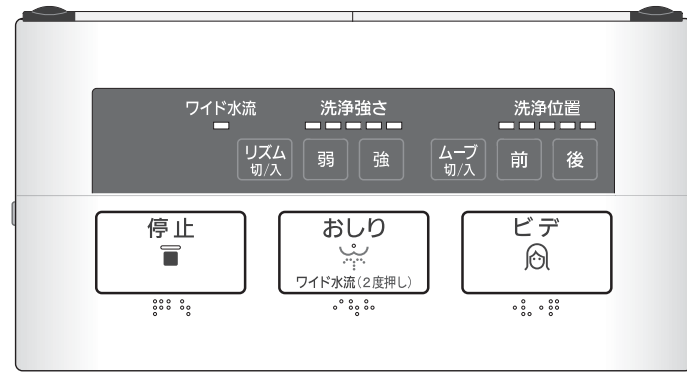 ワイド水流 洗浄強さ 洗浄位置
リズム
切/入
弱
強
ムーブ
切/入
前
後
停止
おしり
ワイド水流(2度押し)
ビデ